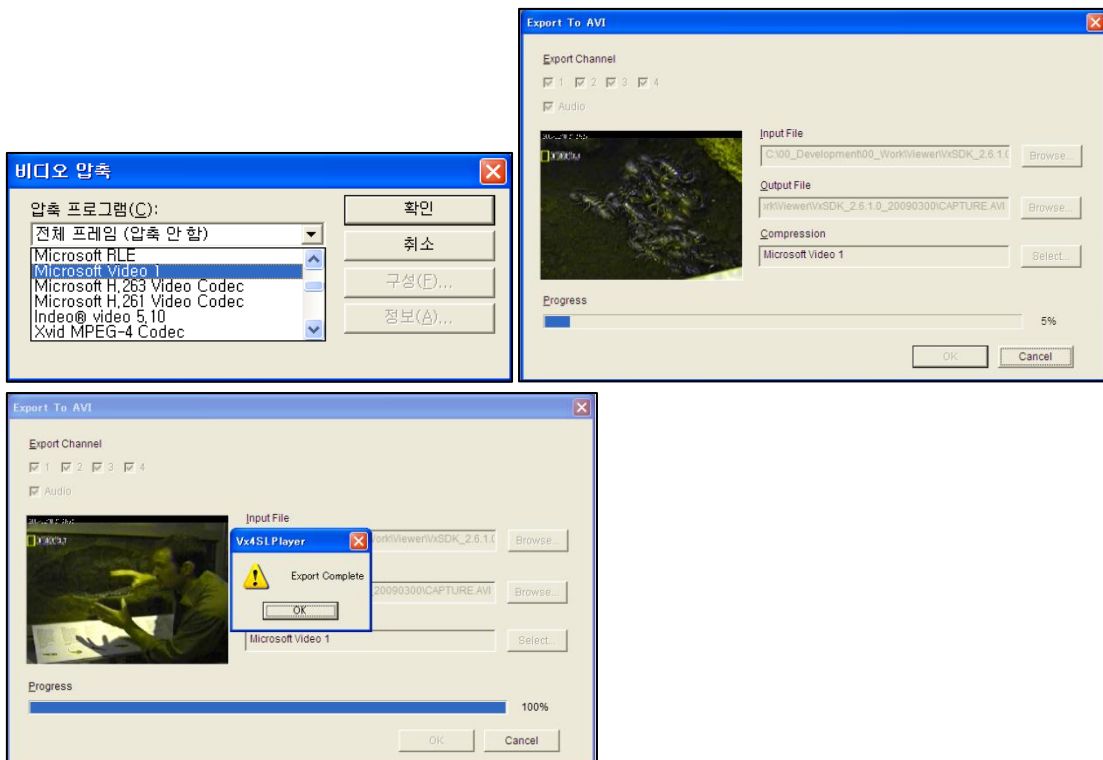 비디오 압축
압축 프로그램(C):
전체 프레임 (압축 안 함)
Microsoft RLE
Microsoft Video 1
Microsoft H.263 Video Codec
Microsoft H.261 Video Codec
Indeo® video 5.10
Xvid MPEG-4 Codec
확인
취소
구성(F)...
정보(A)...
Export To AVI
Export Channel
1 2 3 4
Audio
Input File
C:\00_Development\00_Work\Viewer\VxSDK_2.6.1.0 Browse...
Output File
\Viewer\VxSDK_2.6.1.0_20090300\CAPTURE.AVI Browse...
Compression
Microsoft Video 1 Select...
Progress
5%
OK Cancel
Export To AVI
Export Channel
1 2 3 4
Audio
Input File
\Viewer\VxSDK_2.6.1.0 Browse...
Vx4SLPlayer
Export Complete
OK
20090300\CAPTURE.AVI Browse...
Microsoft Video 1 Select...
Progress
100%
OK Cancel